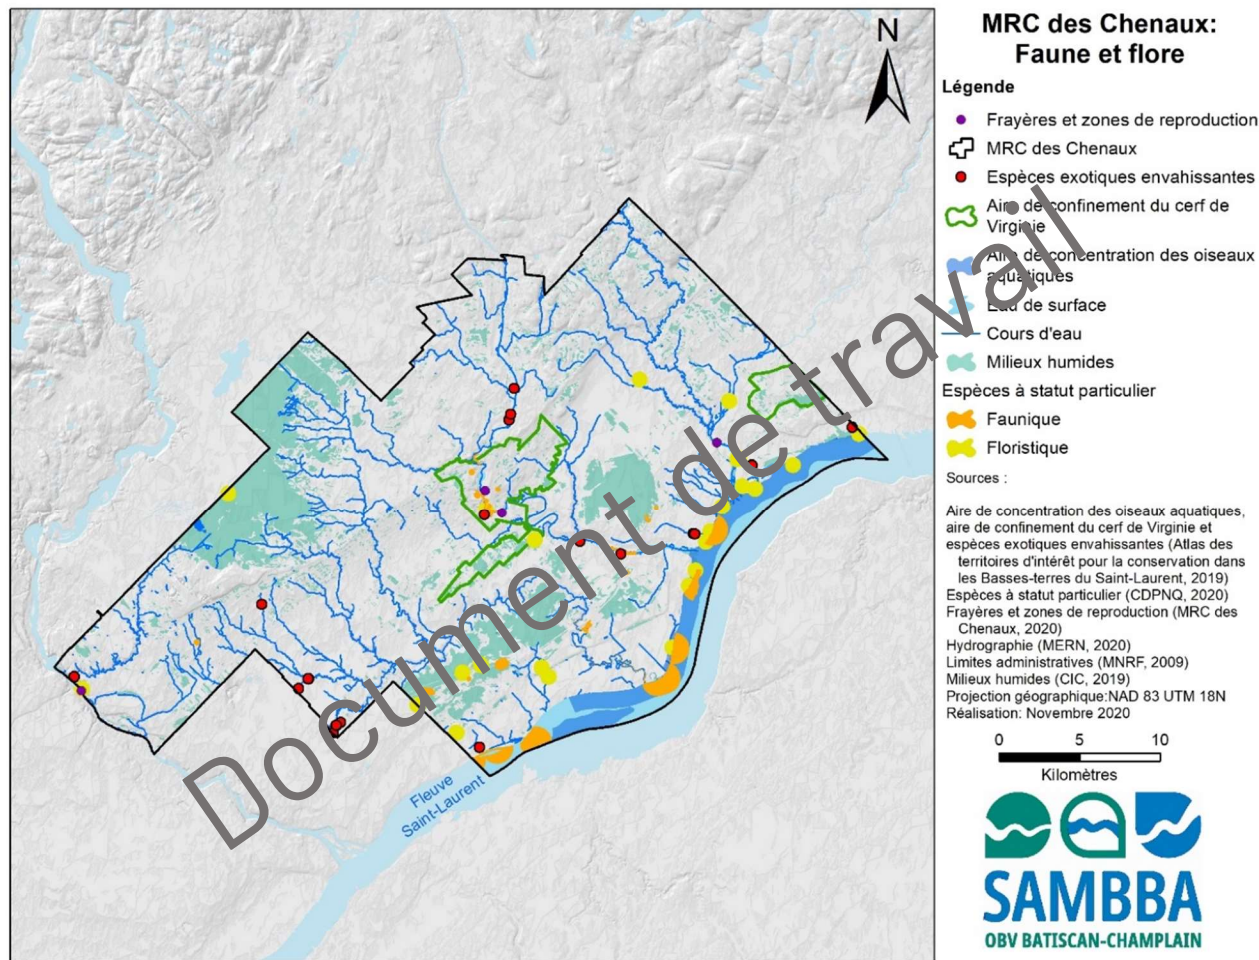 MRC des Chenaux:
Faune et flore
Légende
Frayères et zones de reproduction
MRC des Chenaux
Espèces exotiques envahissantes
Aire de confinement du cerf de
Virginie
Aire de concentration des oiseaux
aquatiques
Eau de surface
Cours d'eau
Milieux humides
Espèces à statut particulier
Faunique
Floristique
Sources :
Aire de concentration des oiseaux aquatiques,
aire de confinement du cerf de Virginie et
espèces exotiques envahissantes (Atlas des
territoires d'intérêt pour la conservation dans
les Basses-terres du Saint-Laurent, 2019)
Espèces à statut particulier (CDPNQ, 2020)
Frayères et zones de reproduction (MRC des
Chenaux, 2020)
Hydrographie (MERN, 2020)
Limites administratives (MNRF, 2009)
Milieux humides (CIC, 2019)
Projection géographique:NAD 83 UTM 18N
Réalisation: Novembre 2020
0 5 10
Kilomètres
SAMBBA
OBV BATISCAN-CHAMPLAIN
N
Fleuve
Saint-Laurent
Document de travail